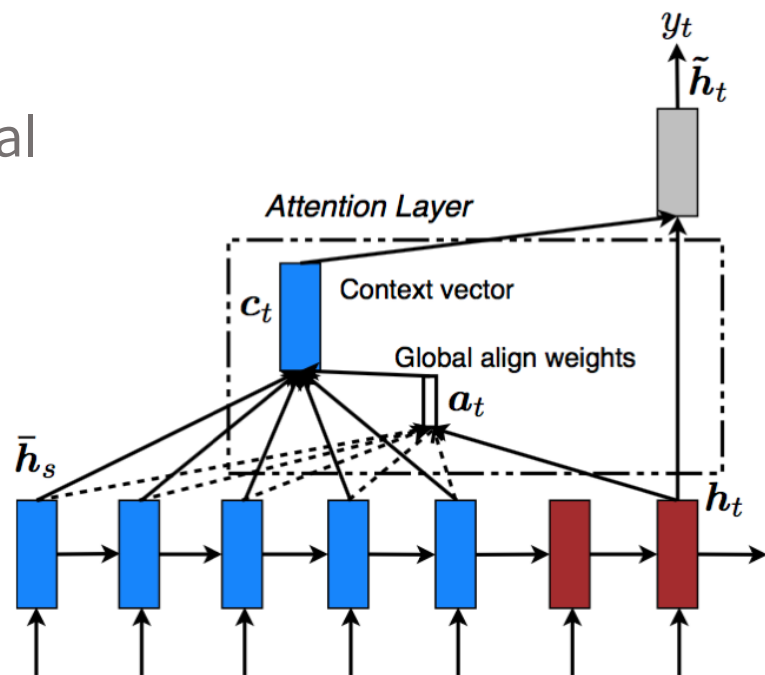 y_t
h̃_t
al
Attention Layer
Context vector
c_t
Global align weights
a_t
h̄_s
h_t